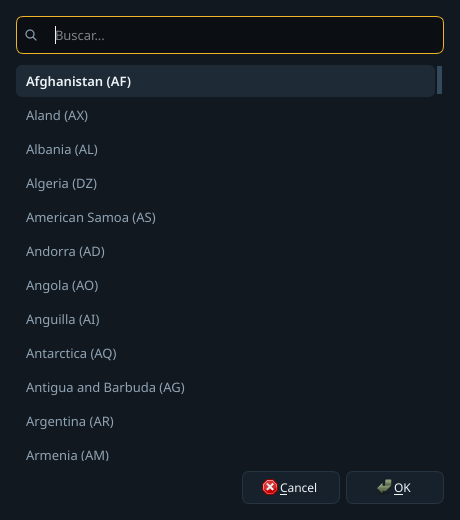 Buscar...
Afghanistan (AF)
Aland (AX)
Albania (AL)
Algeria (DZ)
American Samoa (AS)
Andorra (AD)
Angola (AO)
Anguilla (AI)
Antarctica (AQ)
Antigua and Barbuda (AG)
Argentina (AR)
Armenia (AM)
Cancel OK